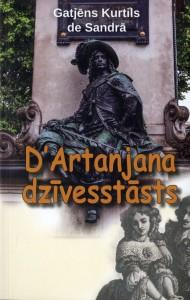 Gatjēns Kurtils
de Sandrā
D'Artanjana
dzīvesstāsts